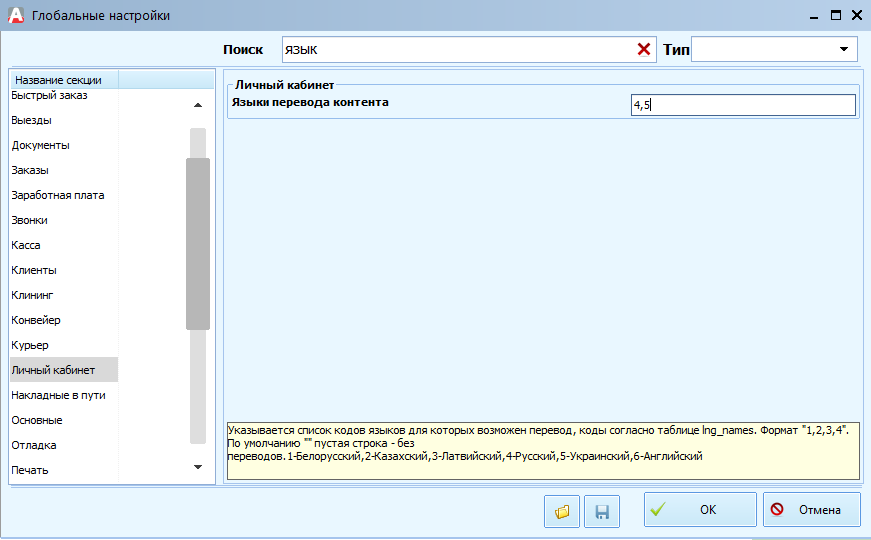 Глобальные настройки
Поиск
ЯЗЫК
Тип
Название секции
Быстрый заказ
Выезды
Документы
Заказы
Заработная плата
Звонки
Касса
Клиенты
Клининг
Конвейер
Курьер
Личный кабинет
Накладные в пути
Основные
Отладка
Печать
Личный кабинет
Языки перевода контента
4,5
Указывается список кодов языков для которых возможен перевод, коды согласно таблице lng_names. Формат "1,2,3,4".
По умолчанию "" пустая строка - без
переводов.1-Белорусский,2-Казахский,3-Латвийский,4-Русский,5-Украинский,6-Английский
ОК
Отмена